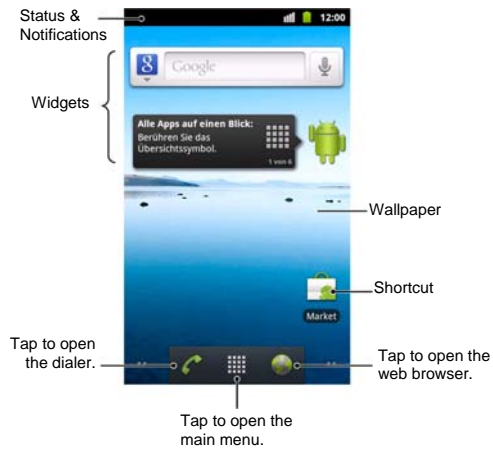 Status &
Notifications
12:00
Widgets
8 Google
Alle Apps auf einen Blick:
Berühren Sie das
Übersichtssymbol.
1 von 6
Wallpaper
Shortcut
Market
Tap to open
the dialer.
Tap to open the
web browser.
Tap to open the
main menu.